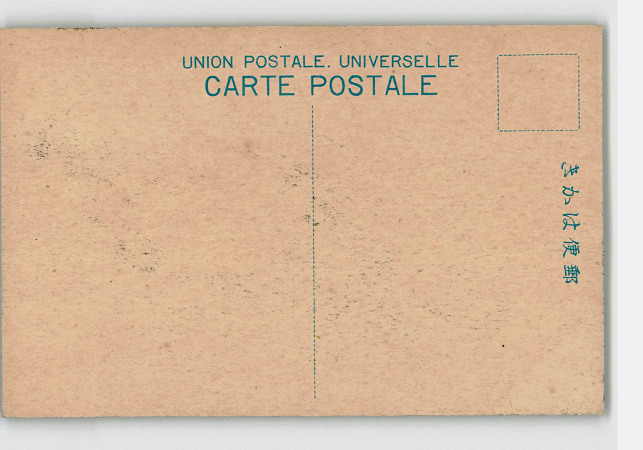 UNION POSTALE. UNIVERSELLE
CARTE POSTALE
きかは便郵